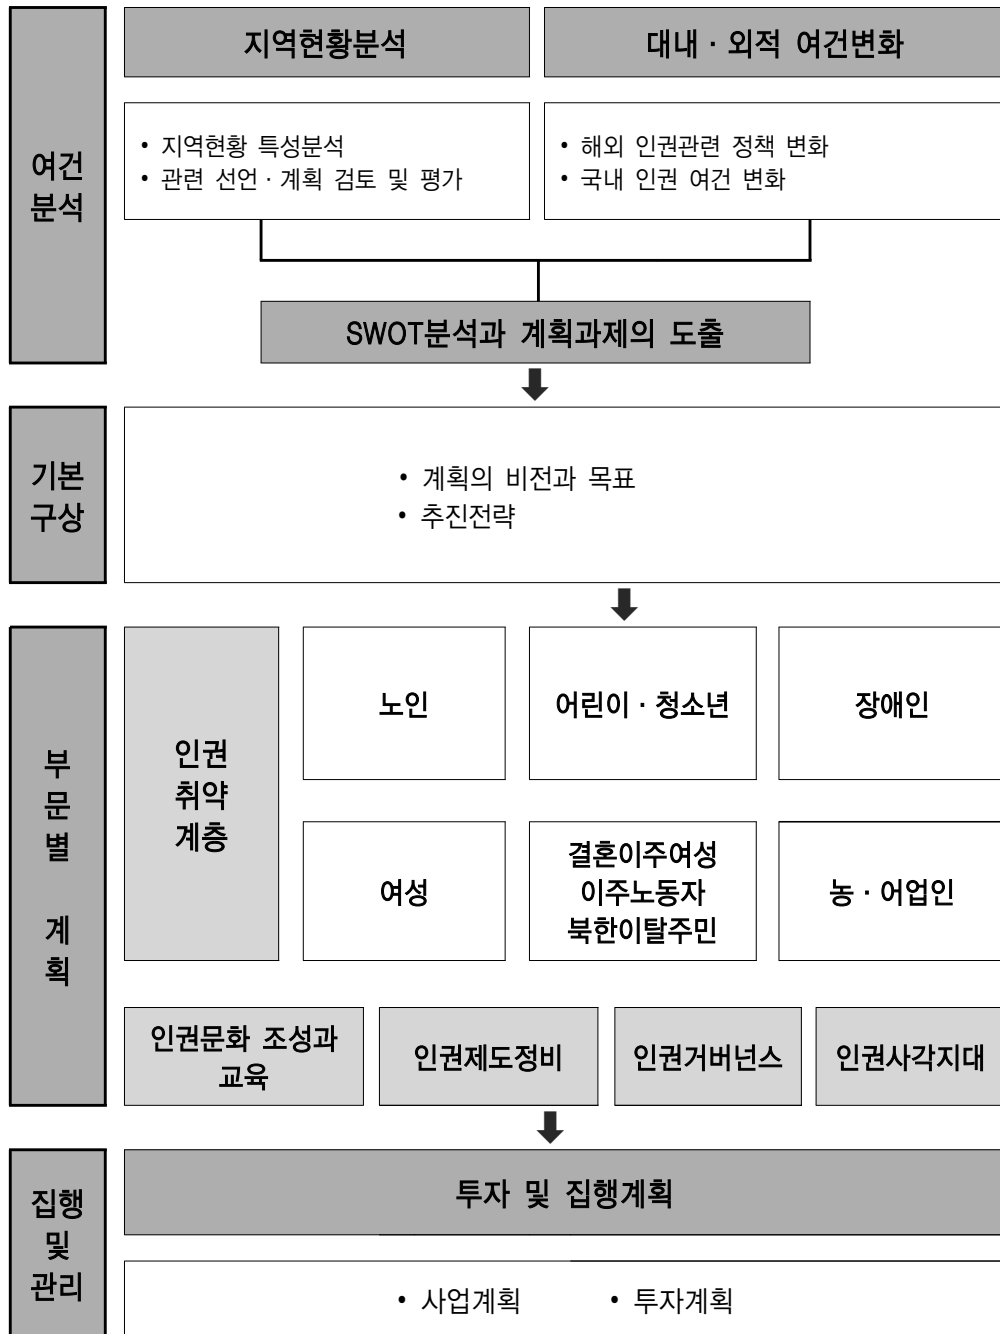 여건
분석
지역현황분석
대내 · 외적 여건변화
• 지역현황 특성분석
• 관련 선언 · 계획 검토 및 평가
• 해외 인권관련 정책 변화
• 국내 인권 여건 변화
SWOT분석과 계획과제의 도출
기본
구상
• 계획의 비전과 목표
• 추진전략
부
문
별
계
획
인권
취약
계층
노인
어린이 · 청소년
장애인
여성
결혼이주여성
이주노동자
북한이탈주민
농 · 어업인
인권문화 조성과
교육
인권제도정비
인권거버넌스
인권사각지대
집행
및
관리
투자 및 집행계획
• 사업계획 • 투자계획